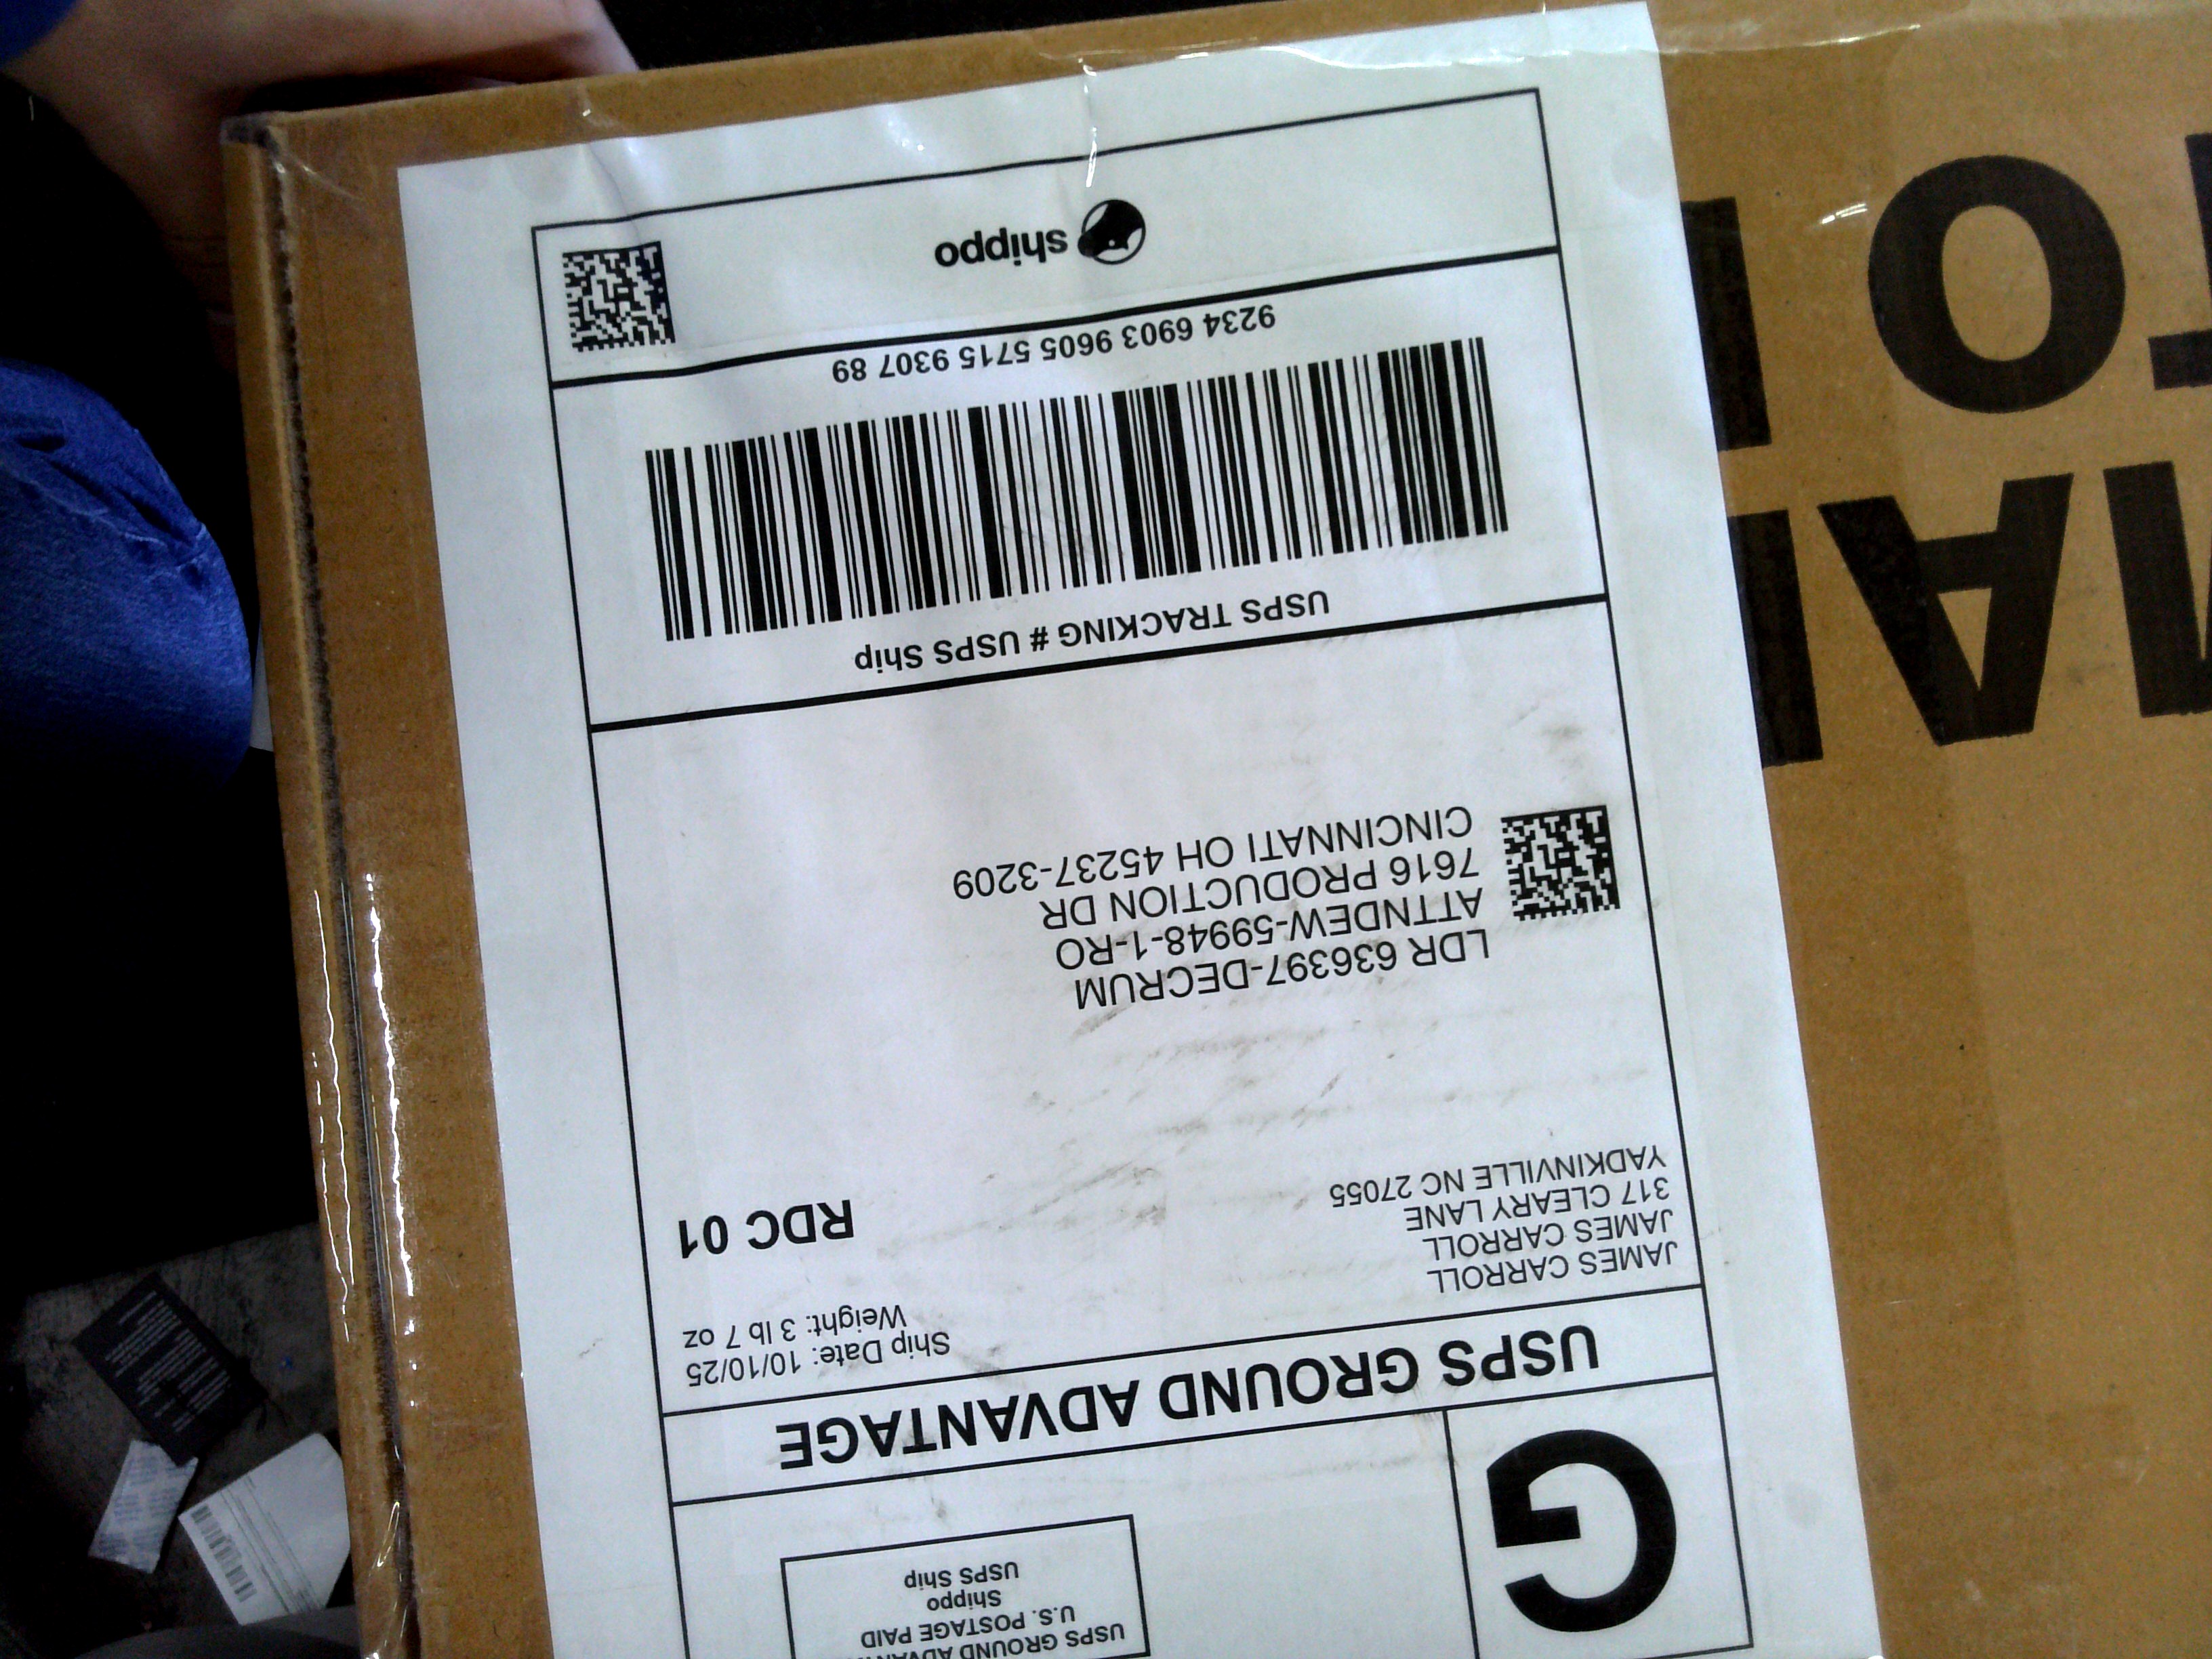 USPS GROUND
U.S. POSTAGE PAID
Shippo
USPS Ship
G
USPS GROUND ADVANTAGE
JAMES CARROLL
JAMES CARROLL
317 CLEARY LANE
YADKINVILLE NC 27055
Ship Date: 10/10/25
Weight: 3 lb 7 oz
RDC 01
LDR 636397-DECRUM
ATTNDEW-59948-1-RO
7616 PRODUCTION DR
CINCINNATI OH 45237-3209
USPS TRACKING # USPS Ship
9234 6903 9605 5715 9307 89
shippo